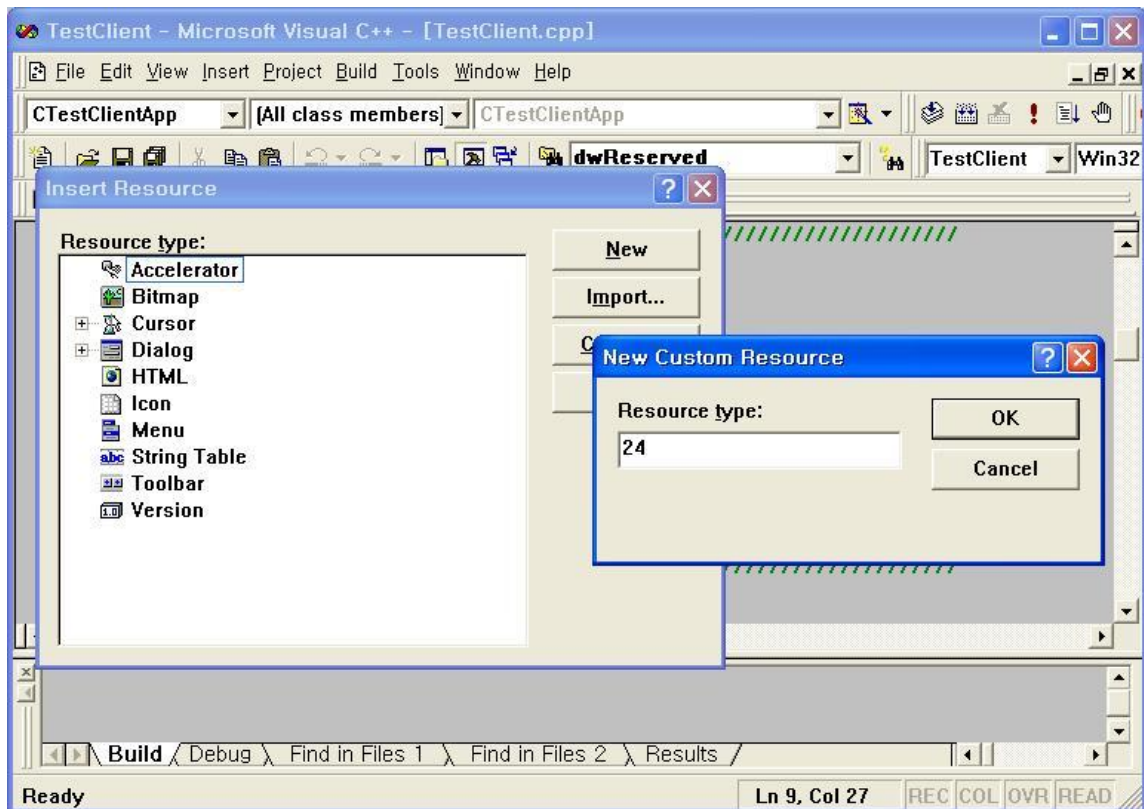 TestClient - Microsoft Visual C++ - [TestClient.cpp]
File Edit View Insert Project Build Tools Window Help
CTestClientApp [All class members] CTestClientApp
dwReserved TestClient Win32
Insert Resource
Resource type:
Accelerator
Bitmap
Cursor
Dialog
HTML
Icon
Menu
abc String Table
Toolbar
1.0 Version
New
Import...
New Custom Resource
Resource type:
24
OK
Cancel
////////////////////
////////////////////
Build Debug Find in Files 1 Find in Files 2 Results
Ready Ln 9, Col 27 REC COL OVR READ